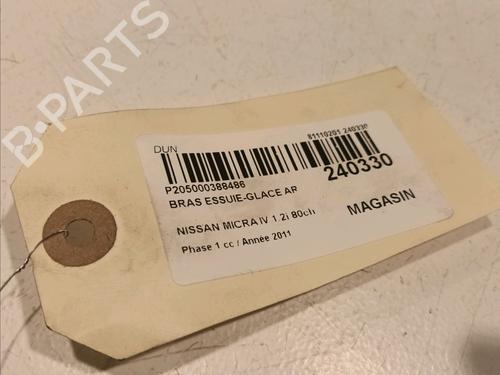 B-PARTS
DUN
81110201 240330
P205000388486
BRAS ESSUIE-GLACE AR
240330
NISSAN MICRA IV 1.2i 80ch
MAGASIN
Phase 1 cc / Année 2011